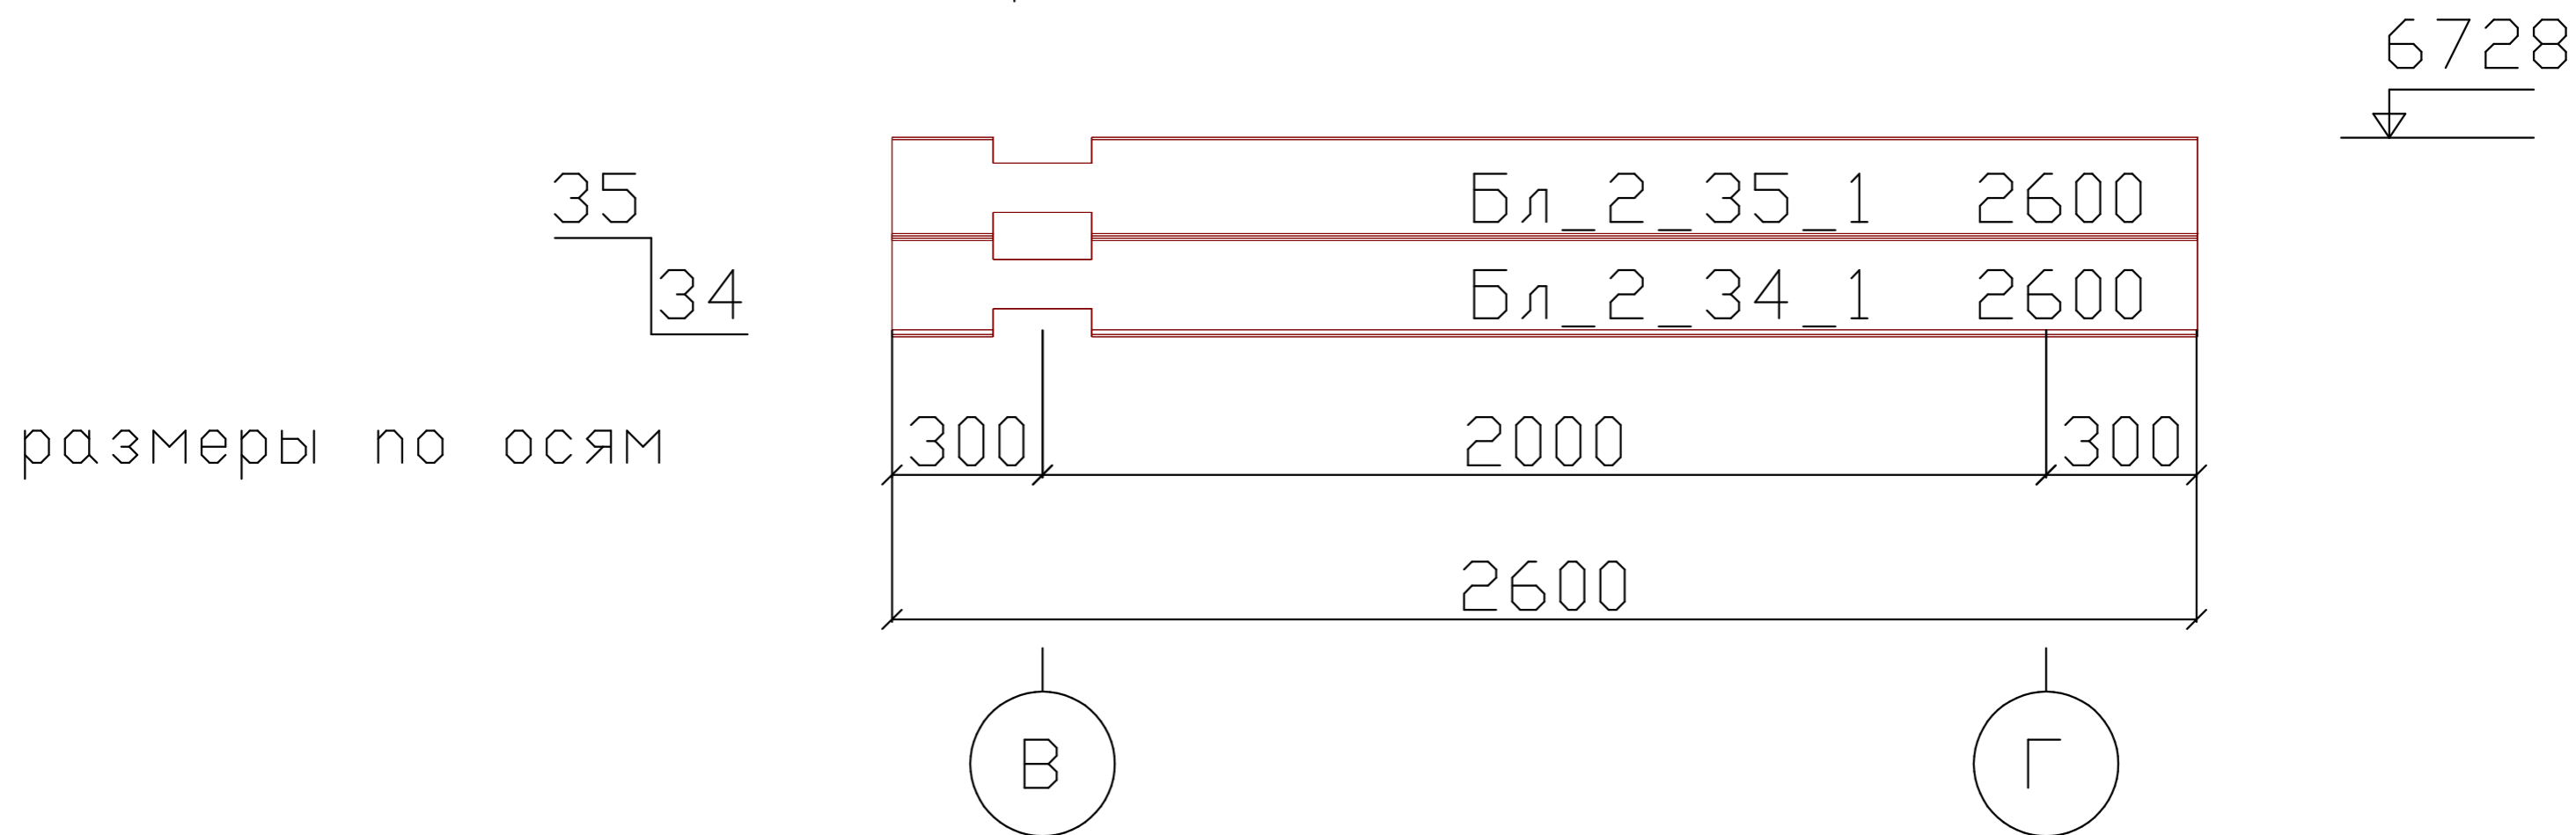 6728
35 Бл_2_35_1 2600
34 Бл_2_34_1 2600
размеры по осям 300 2000 300
2600
В Г